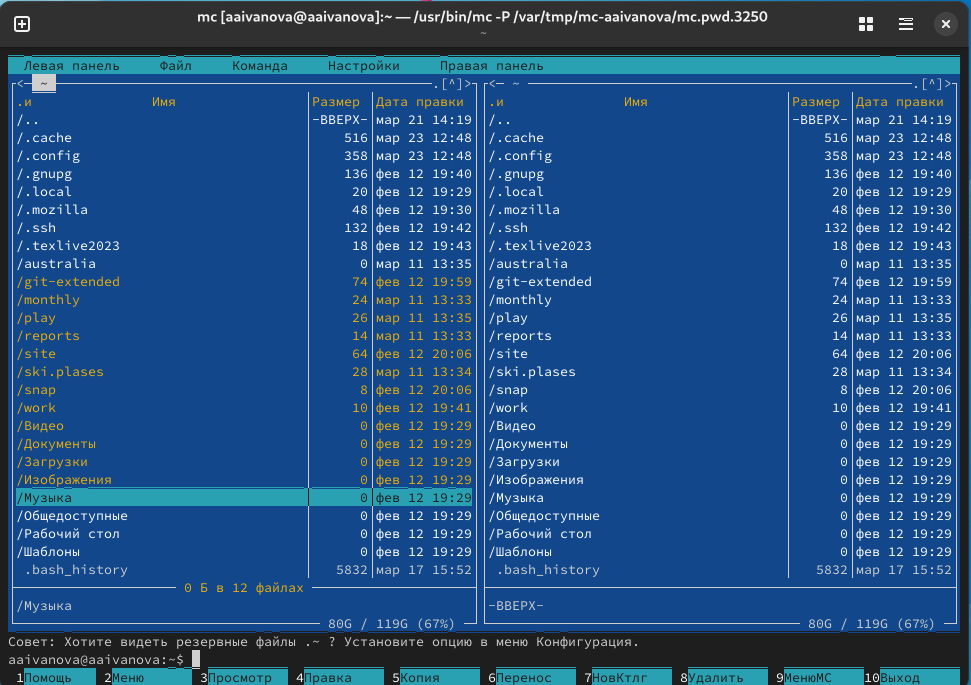 mc [aaivanova@aaivanova]:~ — /usr/bin/mc -P /var/tmp/mc-aaivanova/mc.pwd.3250
~
Левая панель Файл Команда Настройки Правая панель
<— ~ .[^]> <— ~ .[^]>
.и Имя Размер Дата правки .и Имя Размер Дата правки
/.. -ВВЕРХ- мар 21 14:19 /.. -ВВЕРХ- мар 21 14:19
/.cache 516 мар 23 12:48 /.cache 516 мар 23 12:48
/.config 358 мар 23 12:48 /.config 358 мар 23 12:48
/.gnupg 136 фев 12 19:40 /.gnupg 136 фев 12 19:40
/.local 20 фев 12 19:29 /.local 20 фев 12 19:29
/.mozilla 48 фев 12 19:30 /.mozilla 48 фев 12 19:30
/.ssh 132 фев 12 19:42 /.ssh 132 фев 12 19:42
/.texlive2023 18 фев 12 19:43 /.texlive2023 18 фев 12 19:43
/australia 0 мар 11 13:35 /australia 0 мар 11 13:35
/git-extended 74 фев 12 19:59 /git-extended 74 фев 12 19:59
/monthly 24 мар 11 13:33 /monthly 24 мар 11 13:33
/play 26 мар 11 13:35 /play 26 мар 11 13:35
/reports 14 мар 11 13:33 /reports 14 мар 11 13:33
/site 64 фев 12 20:06 /site 64 фев 12 20:06
/ski.plases 28 мар 11 13:34 /ski.plases 28 мар 11 13:34
/snap 8 фев 12 20:06 /snap 8 фев 12 20:06
/work 10 фев 12 19:41 /work 10 фев 12 19:41
/Видео 0 фев 12 19:29 /Видео 0 фев 12 19:29
/Документы 0 фев 12 19:29 /Документы 0 фев 12 19:29
/Загрузки 0 фев 12 19:29 /Загрузки 0 фев 12 19:29
/Изображения 0 фев 12 19:29 /Изображения 0 фев 12 19:29
/Музыка 0 фев 12 19:29 /Музыка 0 фев 12 19:29
/Общедоступные 0 фев 12 19:29 /Общедоступные 0 фев 12 19:29
/Рабочий стол 0 фев 12 19:29 /Рабочий стол 0 фев 12 19:29
/Шаблоны 0 фев 12 19:29 /Шаблоны 0 фев 12 19:29
.bash_history 5832 мар 17 15:52 .bash_history 5832 мар 17 15:52
0 Б в 12 файлах
/Музыка -ВВЕРХ-
80G / 119G (67%) 80G / 119G (67%)
Совет: Хотите видеть резервные файлы .~ ? Установите опцию в меню Конфигурация.
aaivanova@aaivanova:~$
1Помощь 2Меню 3Просмотр 4Правка 5Копия 6Перенос 7НовКтлг 8Удалить 9МенюМС 10Выход